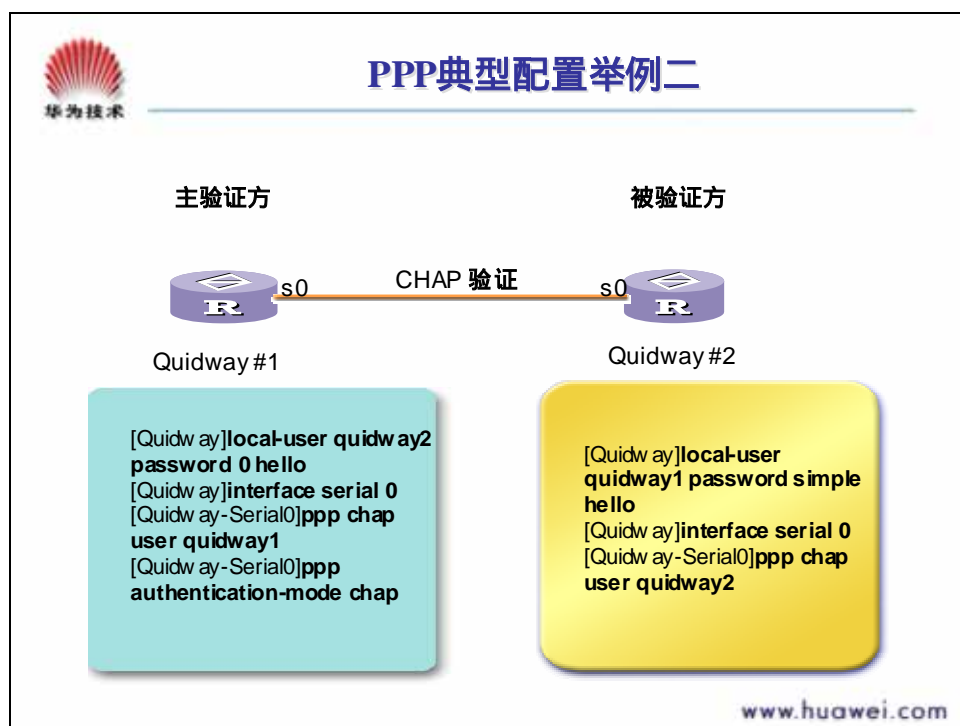 华为技术
PPP典型配置举例二
主验证方
被验证方
s0
CHAP 验证
s0
R
R
Quidway #1
Quidway #2
[Quidway]local-user quidway2
password 0 hello
[Quidway]interface serial 0
[Quidway-Serial0]ppp chap
user quidway1
[Quidway-Serial0]ppp
authentication-mode chap
[Quidway]local-user
quidway1 password simple
hello
[Quidway]interface serial 0
[Quidway-Serial0]ppp chap
user quidway2
www.huawei.com